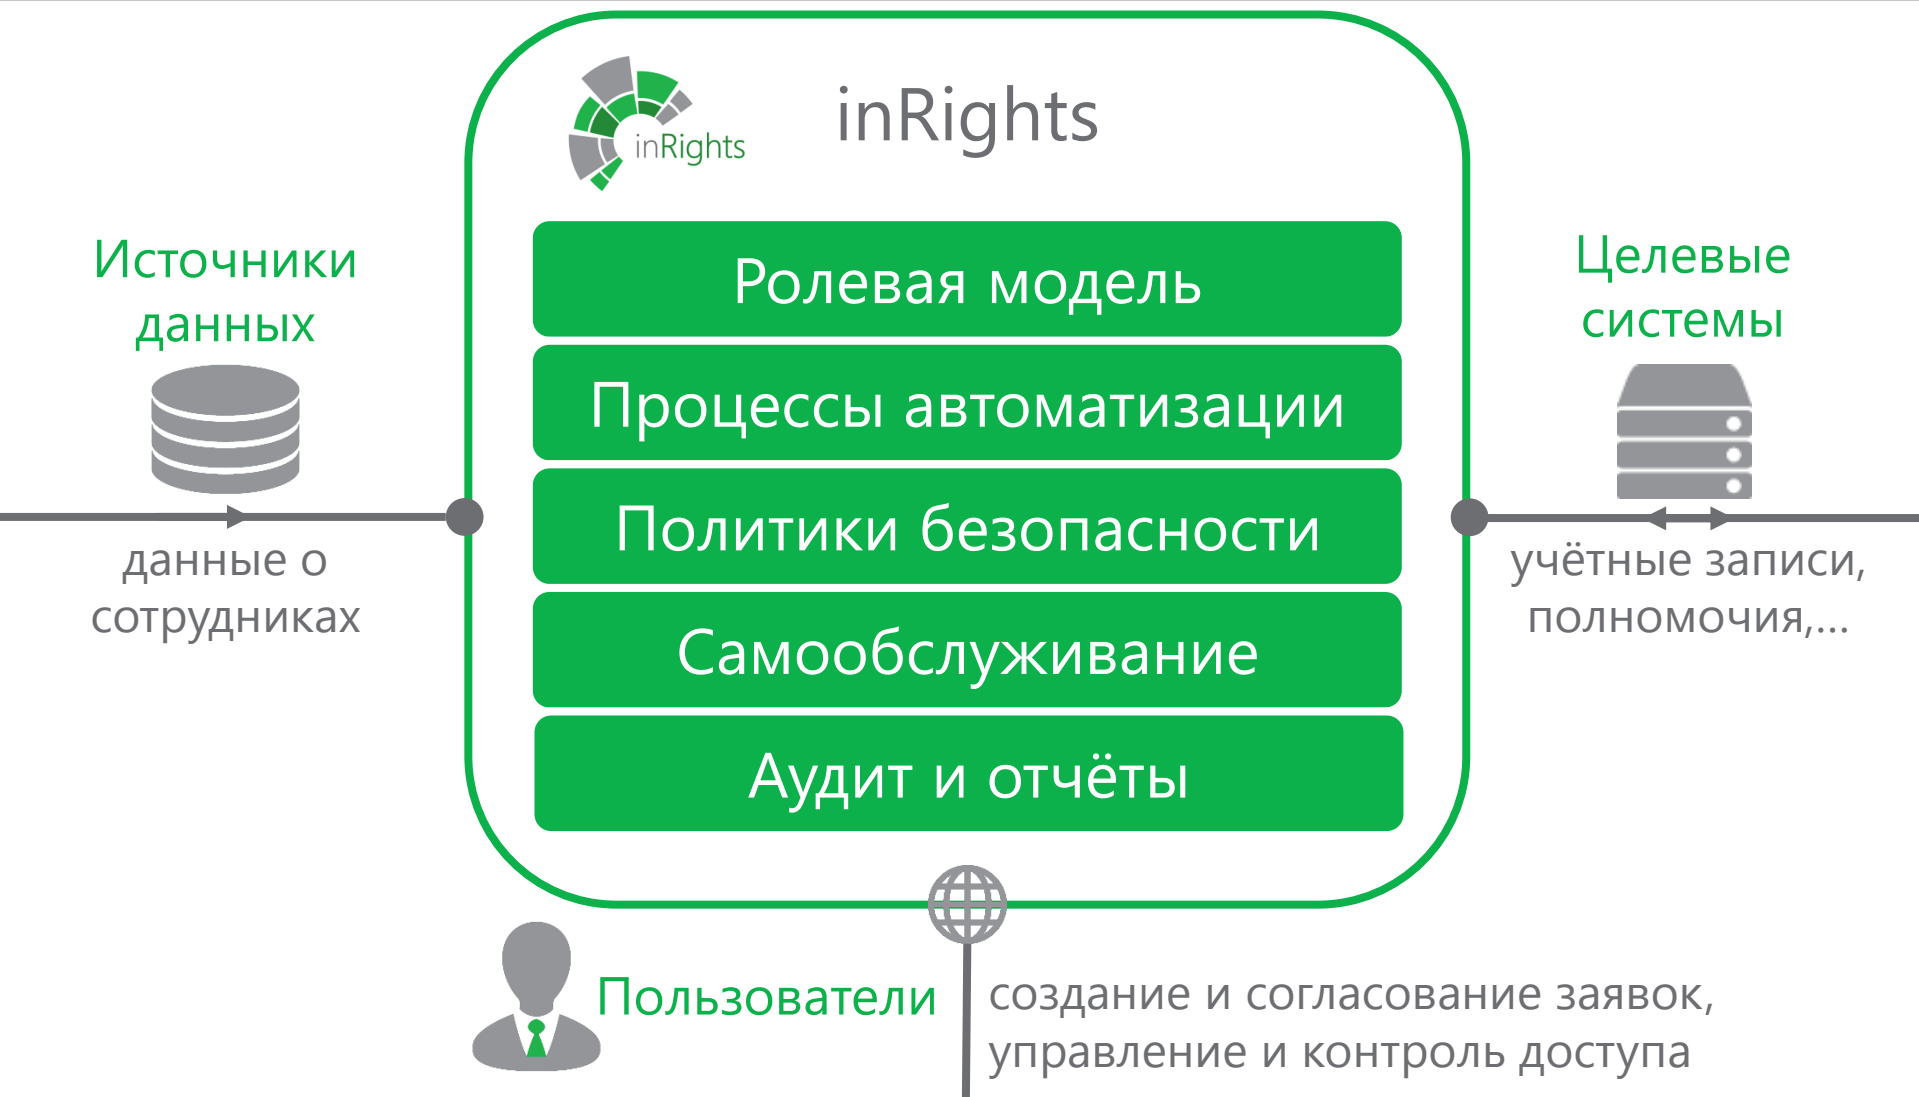 inRights
inRights
Источники
данных
данные о
сотрудниках
Ролевая модель
Процессы автоматизации
Политики безопасности
Самообслуживание
Аудит и отчёты
Целевые
системы
учётные записи,
полномочия,...
Пользователи
создание и согласование заявок,
управление и контроль доступа